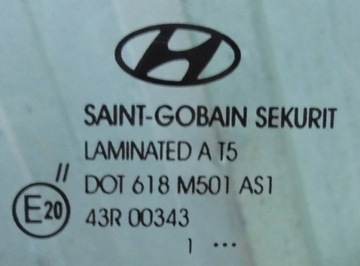 SAINT-GOBAIN SEKURIT
LAMINATED A T5
//
DOT 618 M501 AS1
E20
43R 00343
1 ...